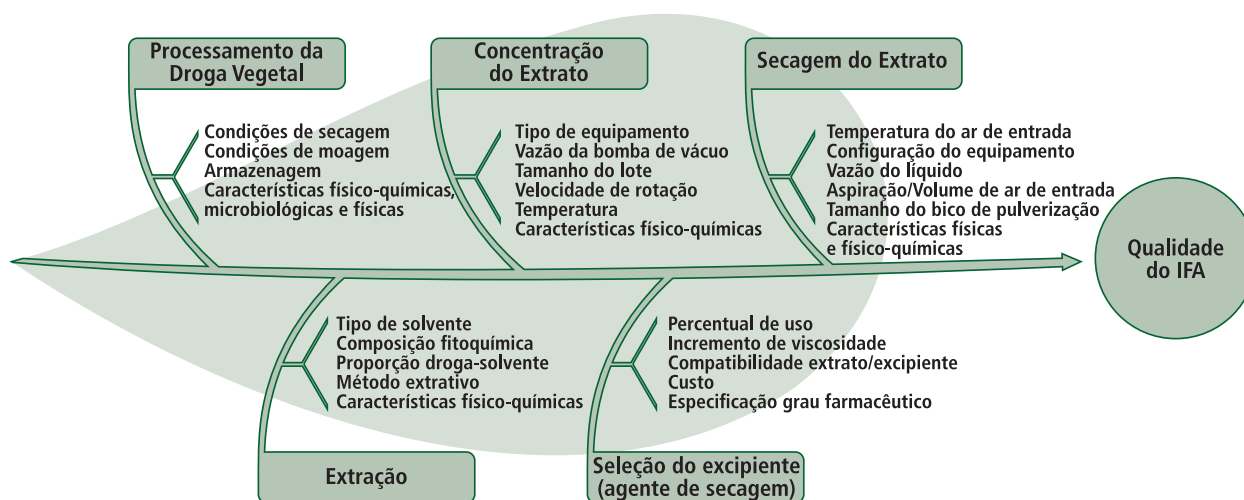 Processamento da
Droga Vegetal
Condições de secagem
Condições de moagem
Armazenagem
Características físico-químicas,
microbiológicas e físicas
Concentração
do Extrato
Tipo de equipamento
Vazão da bomba de vácuo
Tamanho do lote
Velocidade de rotação
Temperatura
Características físico-químicas
Secagem do Extrato
Temperatura do ar de entrada
Configuração do equipamento
Vazão do líquido
Aspiração/Volume de ar de entrada
Tamanho do bico de pulverização
Características físicas
e físico-químicas
Qualidade
do IFA
Tipo de solvente
Composição fitoquímica
Proporção droga-solvente
Método extrativo
Características físico-químicas
Extração
Percentual de uso
Incremento de viscosidade
Compatibilidade extrato/excipiente
Custo
Especificação grau farmacêutico
Seleção do excipiente
(agente de secagem)